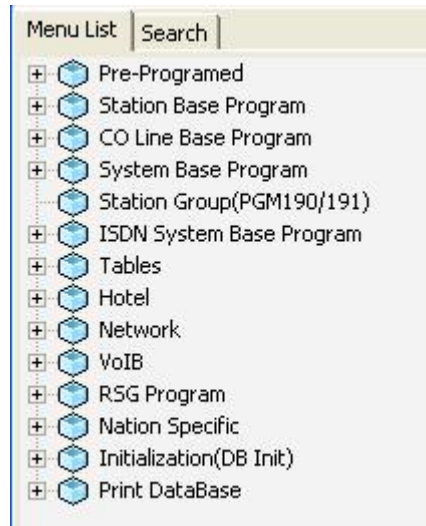 Menu List Search
Pre-Programed
Station Base Program
CO Line Base Program
System Base Program
Station Group(PGM190/191)
ISDN System Base Program
Tables
Hotel
Network
VoIB
RSG Program
Nation Specific
Initialization(DB Init)
Print DataBase